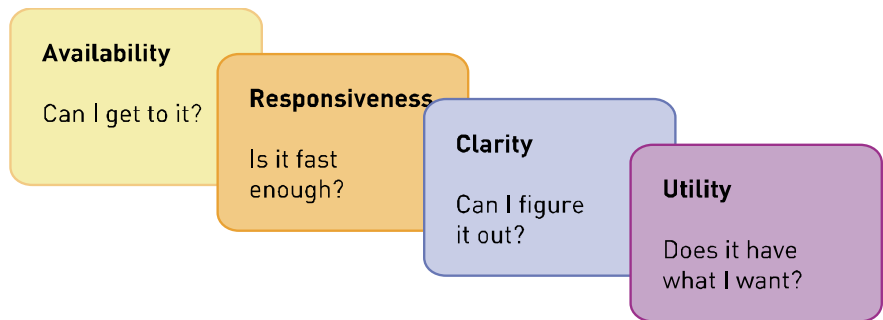 Availability
Can I get to it?
Responsiveness
Is it fast
enough?
Clarity
Can I figure
it out?
Utility
Does it have
what I want?